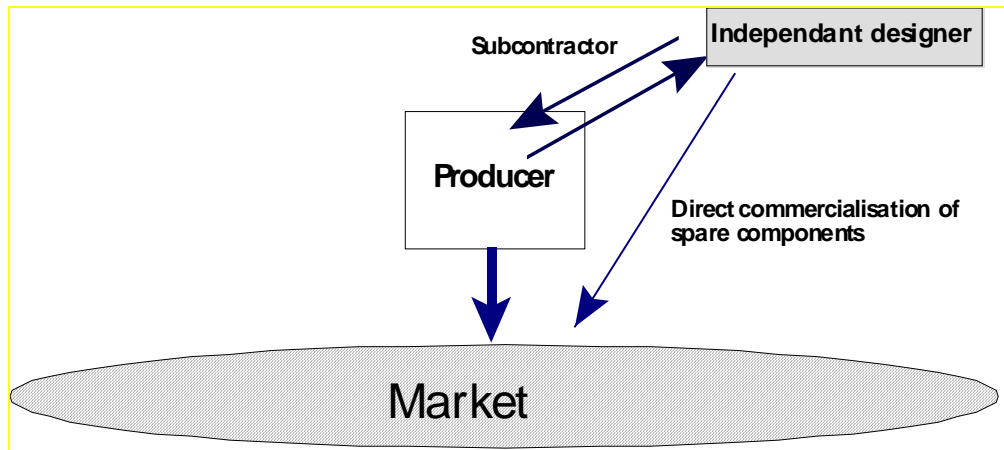 Independant designer
Subcontractor
Producer
Direct commercialisation of
spare components
Market